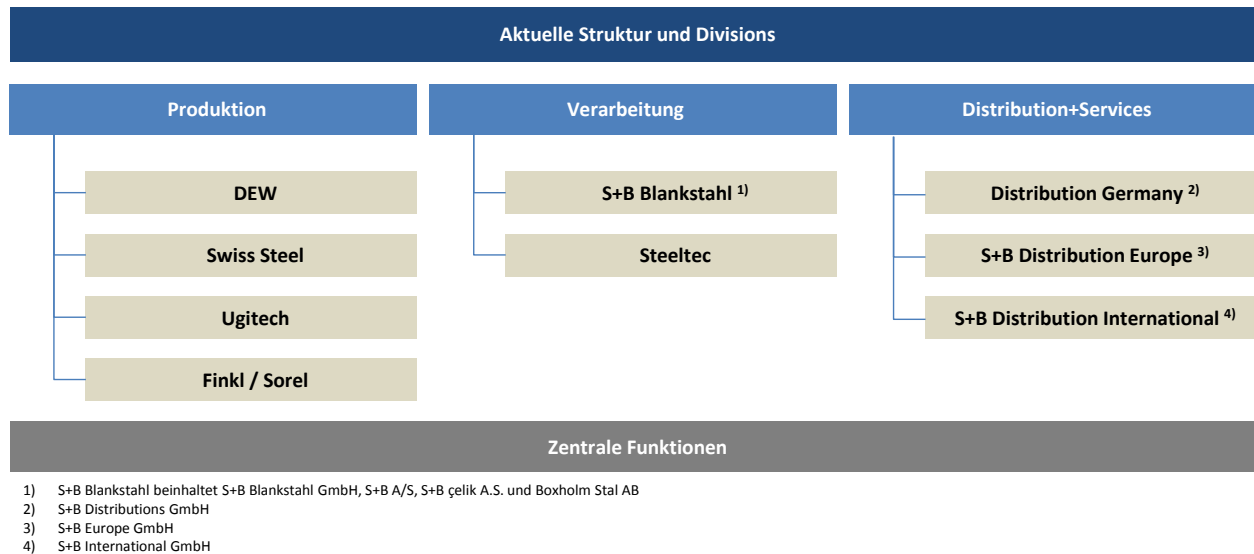 Aktuelle Struktur und Divisions
Produktion
Verarbeitung
Distribution+Services
DEW
S+B Blankstahl 1)
Distribution Germany 2)
Swiss Steel
Steeltec
S+B Distribution Europe 3)
Ugitech
S+B Distribution International 4)
Finkl / Sorel
Zentrale Funktionen
1) S+B Blankstahl beinhaltet S+B Blankstahl GmbH, S+B A/S, S+B çelik A.S. und Boxholm Stal AB
2) S+B Distributions GmbH
3) S+B Europe GmbH
4) S+B International GmbH